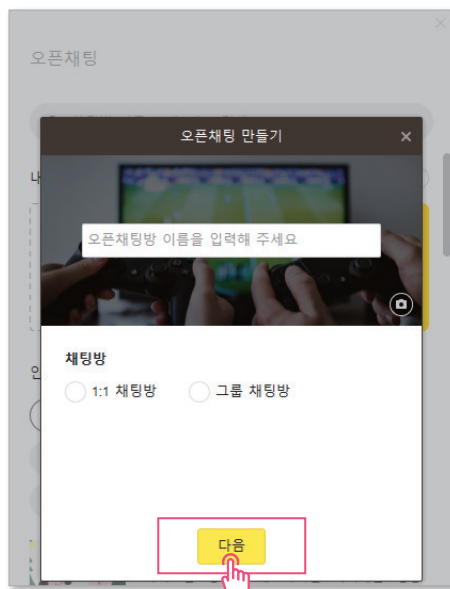 오픈채팅
오픈채팅 만들기
내
오픈채팅방 이름을 입력해 주세요
채팅방
인
1:1 채팅방
그룹 채팅방
다음